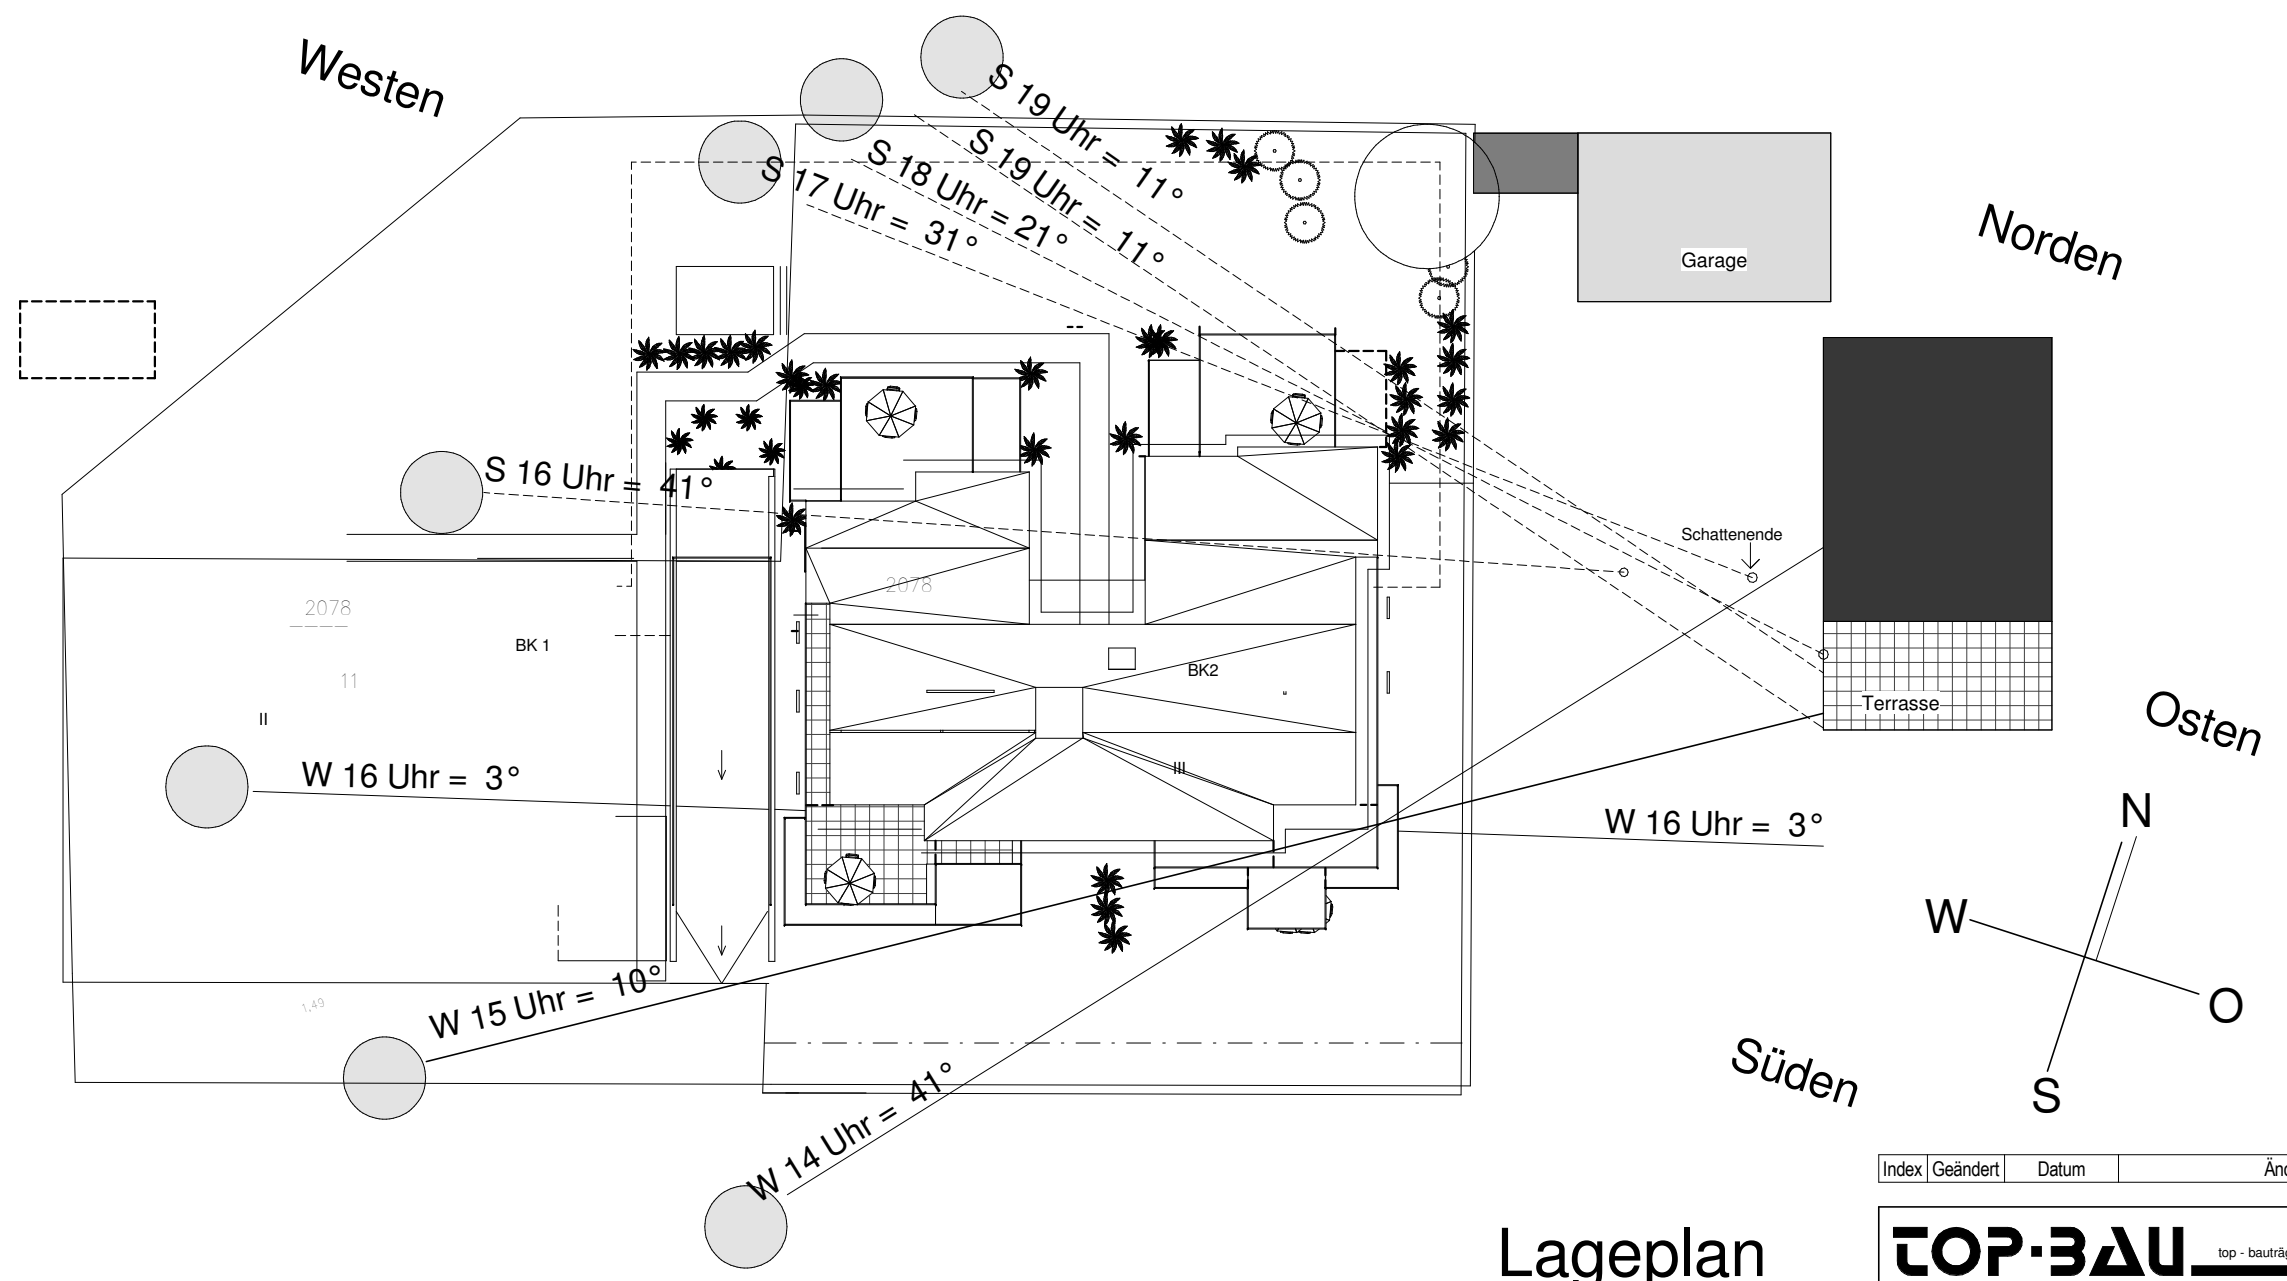 Westen
S 19 Uhr = 11°
S 19 Uhr = 11°
S 18 Uhr = 21°
S 17 Uhr = 31°
Norden
Garage
S 16 Uhr = 41°
Schattenende
2078
2078
BK 1
BK2
11
II
Terrasse
Osten
III
W 16 Uhr = 3°
W 16 Uhr = 3°
N
W
O
S
W 15 Uhr = 10°
1,49
Süden
W 14 Uhr = 41°
Index Geändert Datum
Lageplan
TOP·BAU